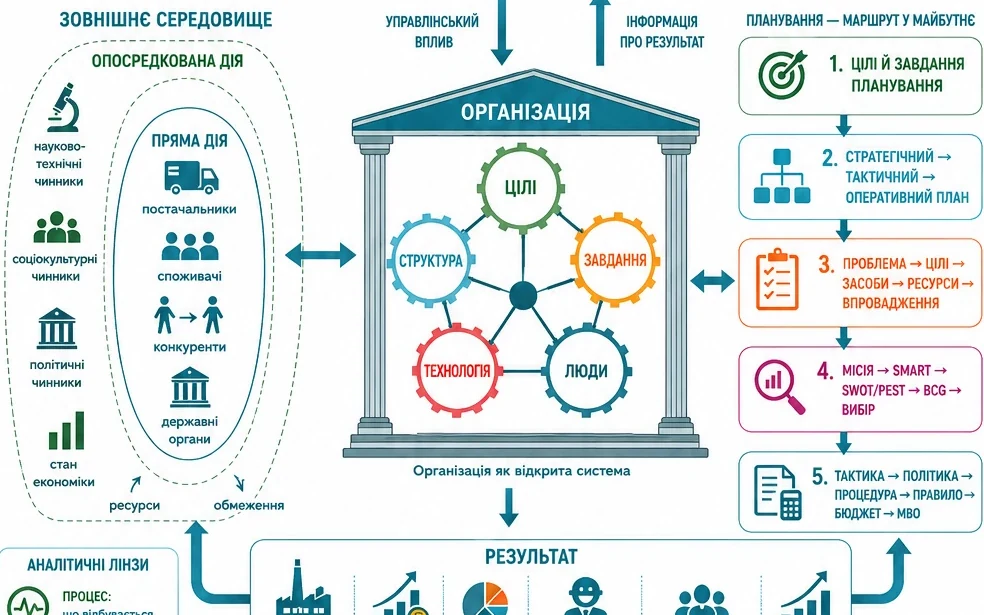 ЗОВНІШНЄ СЕРЕДОВИЩЕ
ОПОСРЕДКОВАНА ДІЯ
науково-
технічні
чинники
соціокультурні
чинники
політичні
чинники
стан
економіки
ПРЯМА ДІЯ
постачальники
споживачі
конкуренти
державні
органи
ресурси
обмеження
УПРАВЛІНСЬКИЙ
ВПЛИВ
ІНФОРМАЦІЯ
ПРО РЕЗУЛЬТАТ
ОРГАНІЗАЦІЯ
ЦІЛІ
СТРУКТУРА
ЗАВДАННЯ
ТЕХНОЛОГІЯ
ЛЮДИ
Організація як відкрита система
ПЛАНУВАННЯ — МАРШРУТ У МАЙБУТНЄ
1. ЦІЛІ Й ЗАВДАННЯ
ПЛАНУВАННЯ
2. СТРАТЕГІЧНИЙ →
ТАКТИЧНИЙ →
ОПЕРАТИВНИЙ ПЛАН
3. ПРОБЛЕМА → ЦІЛІ →
ЗАСОБИ → РЕСУРСИ →
ВПРОВАДЖЕННЯ
4. МІСІЯ → SMART →
SWOT/PEST → BCG →
ВИБІР
5. ТАКТИКА → ПОЛІТИКА →
ПРОЦЕДУРА → ПРАВИЛО →
БЮДЖЕТ → МВО
РЕЗУЛЬТАТ
АНАЛІТИЧНІ ЛІНЗИ
ПРОЦЕС: